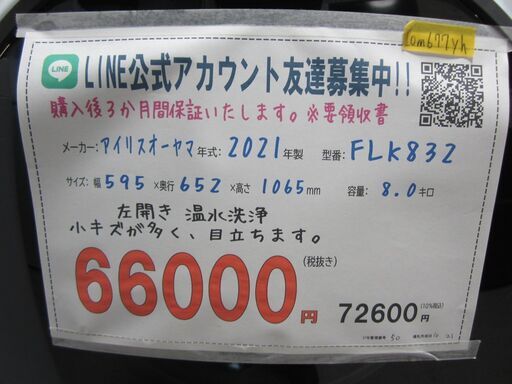 om677yh
LINE LINE公式アカウント友達募集中!!
購入後3か月間保証いたします。※要領収書
メーカー:アイリスオーヤマ 年式:2021年製 型番:FLK832
サイズ:幅595×奥行652×高さ1065mm 容量:8.0キロ
左開き 温水洗浄
小キズが多く、目立ちます。
66000円(税抜き)
72600円(10%税込)
50